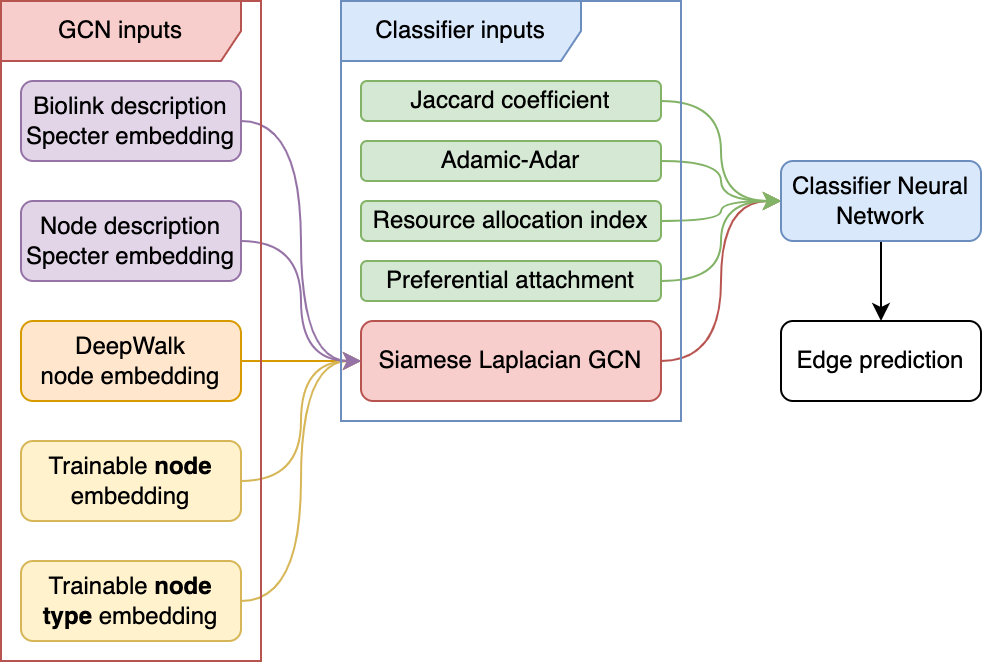 GCN inputs
Biolink description
Specter embedding
Node description
Specter embedding
DeepWalk
node embedding
Trainable node
embedding
Trainable node
type embedding
Classifier inputs
Jaccard coefficient
Adamic-Adar
Resource allocation index
Preferential attachment
Siamese Laplacian GCN
Classifier Neural
Network
Edge prediction